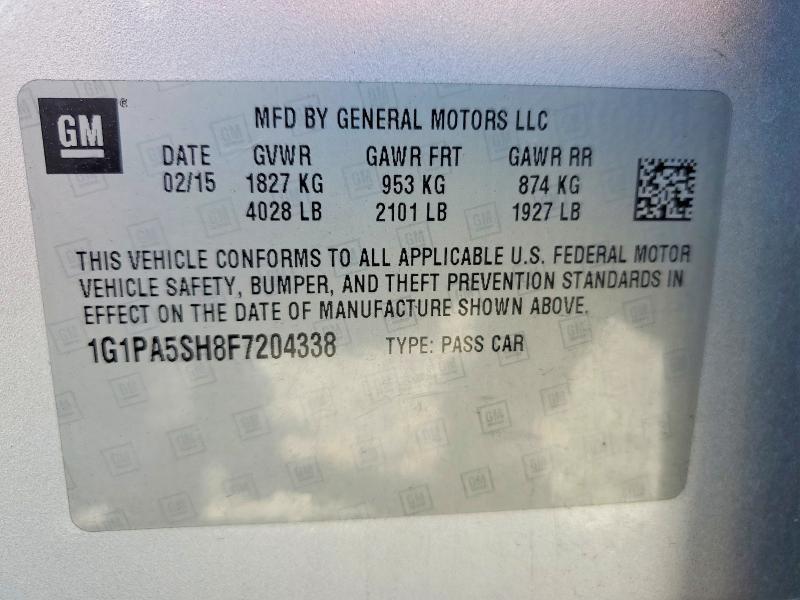 GM ®
MFD BY GENERAL MOTORS LLC
DATE GVWR GAWR FRT GAWR RR
02/15 1827 KG 953 KG 874 KG
4028 LB 2101 LB 1927 LB
THIS VEHICLE CONFORMS TO ALL APPLICABLE U.S. FEDERAL MOTOR
VEHICLE SAFETY, BUMPER, AND THEFT PREVENTION STANDARDS IN
EFFECT ON THE DATE OF MANUFACTURE SHOWN ABOVE.
1G1PA5SH8F7204338 TYPE: PASS CAR